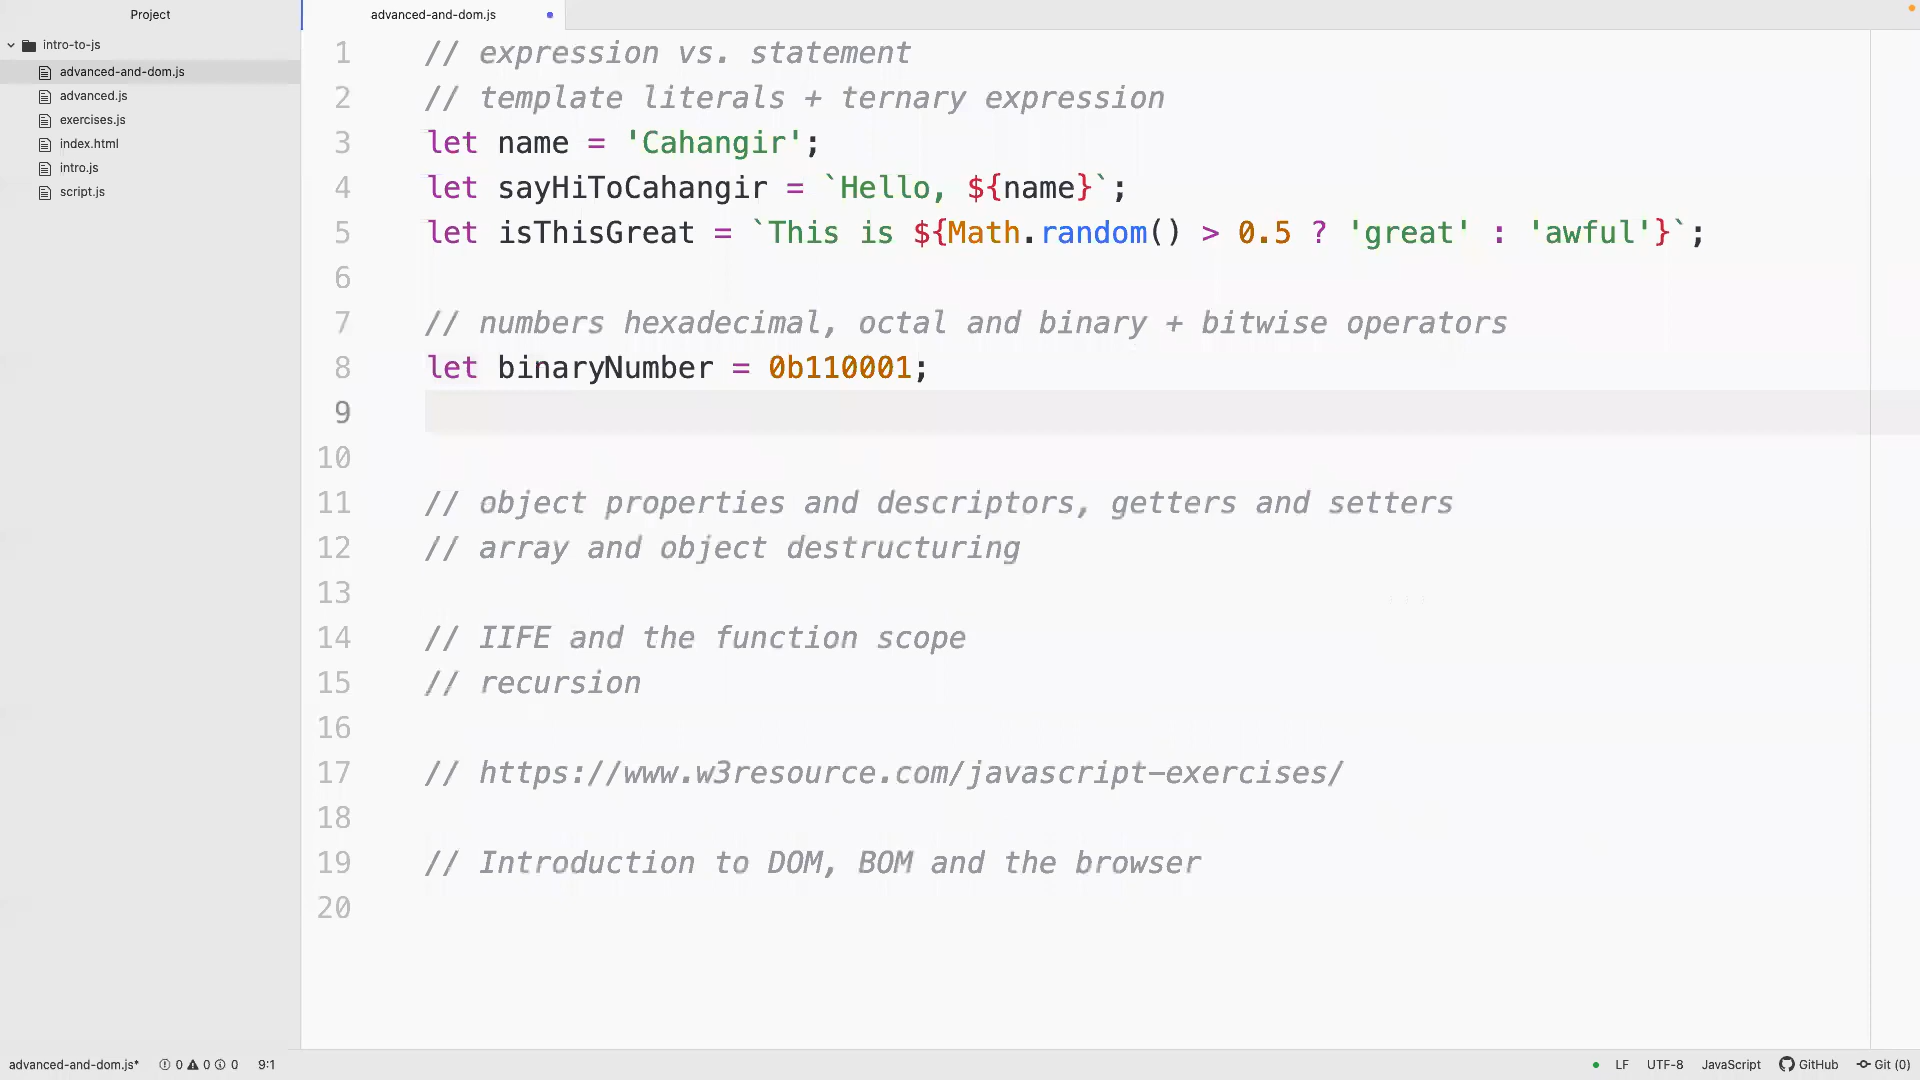 Project
advanced-and-dom.js
intro-to-js
advanced-and-dom.js
advanced.js
exercises.js
index.html
intro.js
script.js
1 // expression vs. statement
2 // template literals + ternary expression
3 let name = 'Cahangir';
4 let sayHiToCahangir = `Hello, ${name}`;
5 let isThisGreat = `This is ${Math.random() > 0.5 ? 'great' : 'awful'}`;
6
7 // numbers hexadecimal, octal and binary + bitwise operators
8 let binaryNumber = 0b110001;
9
10
11 // object properties and descriptors, getters and setters
12 // array and object destructuring
13
14 // IIFE and the function scope
15 // recursion
16
17 // https://www.w3resource.com/javascript-exercises/
18
19 // Introduction to DOM, BOM and the browser
20
advanced-and-dom.js* 0 0 0 9:1 LF UTF-8 JavaScript GitHub Git (0)